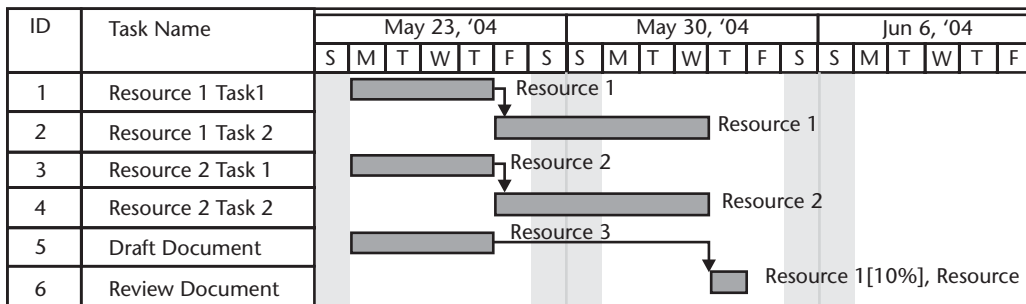 ID Task Name May 23, ‘04 May 30, ‘04 Jun 6, ‘04
S M T W T F S S M T W T F S S M T W T F
1 Resource 1 Task1 Resource 1
2 Resource 1 Task 2 Resource 1
3 Resource 2 Task 1 Resource 2
4 Resource 2 Task 2 Resource 2
5 Draft Document Resource 3
6 Review Document Resource 1[10%], Resource